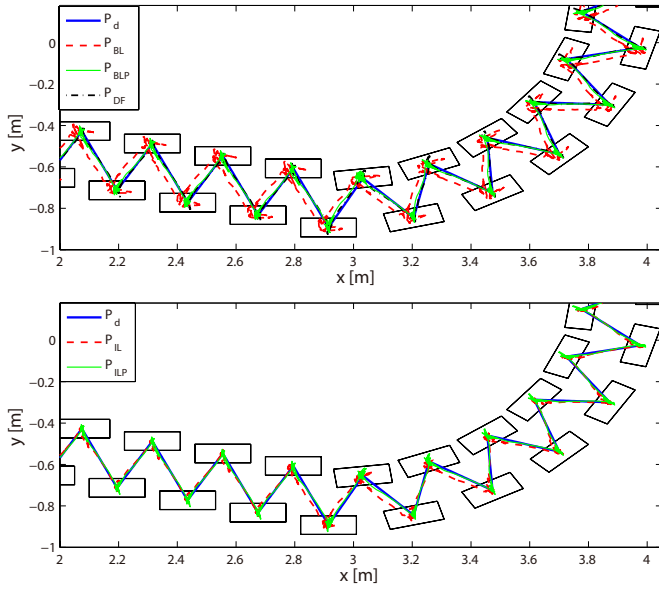 0
−0.2
−0.4
−0.6
−0.8
−1
y [m]
P_d
P_BL
P_BLP
P_DF
2 2.2 2.4 2.6 2.8 3 3.2 3.4 3.6 3.8 4
x [m]
0
−0.2
−0.4
−0.6
−0.8
−1
y [m]
P_d
P_IL
P_ILP
2 2.2 2.4 2.6 2.8 3 3.2 3.4 3.6 3.8 4
x [m]